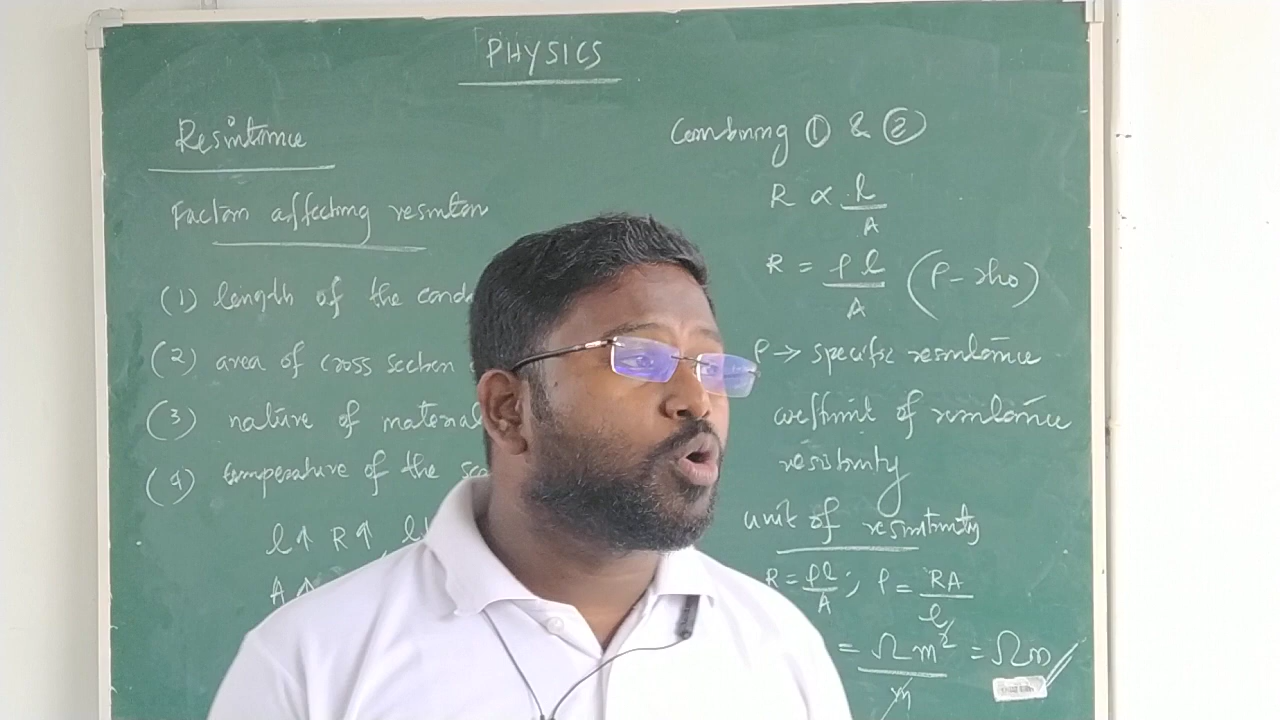 PHYSICS
Resistance
Factors affecting resistan
(1) length of the cond
(2) area of cross section
(3) nature of material
(4) temperature of the
l↑ R↑, l
A↑
Combining ① & ②
R ∝ l/A
R = ρl/A (ρ-rho)
ρ → specific resistance
coefficient of resistance
resistivity
unit of resistivity
R = ρl/A ; ρ = RA/l
= Ωm²/m = Ωm